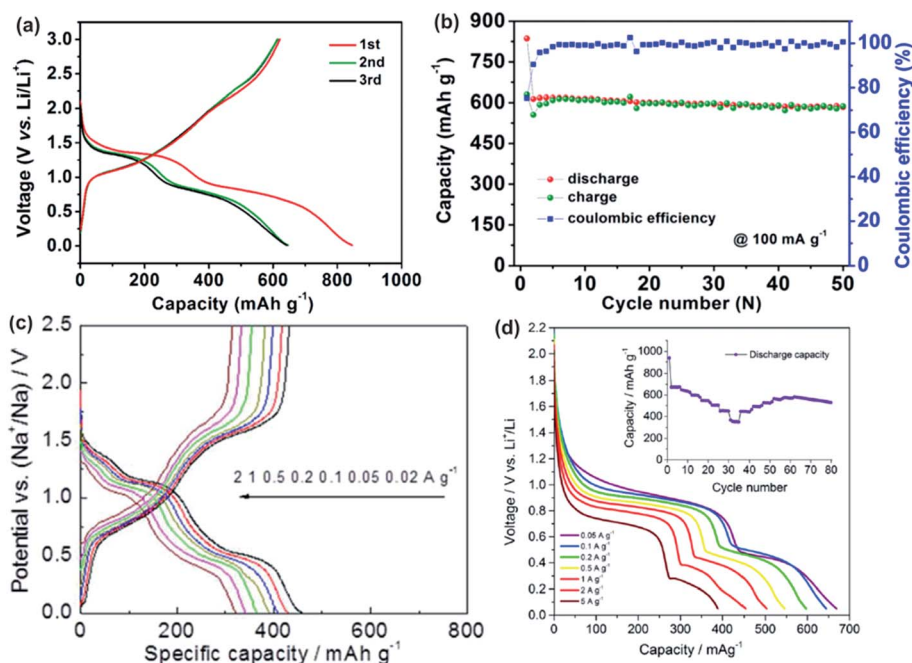 (a)
3.0
2.5
2.0
1.5
1.0
0.5
0.0
Voltage (V vs. Li/Li⁺)
1st
2nd
3rd
0 200 400 600 800 1000
Capacity (mAh g⁻¹)
(b)
900
750
600
450
300
150
0
Capacity (mAh g⁻¹)
discharge
charge
coulombic efficiency
@ 100 mA g⁻¹
100
80
60
40
20
0
Coulombic efficiency (%)
0 10 20 30 40 50
Cycle number (N)
(c)
2.5
2.0
1.5
1.0
0.5
0.0
Potential vs. (Na⁺/Na) / V
2 1 0.5 0.2 0.1 0.05 0.02 A g⁻¹
0 200 400 600 800
Specific capacity / mAh g⁻¹
(d)
2.2
2.0
1.8
1.6
1.4
1.2
1.0
0.8
0.6
0.4
0.2
0.0
Voltage / V vs. Li⁺/Li
1000
800
600
400
200
0
Capacity / mAh g⁻¹
Discharge capacity
0 10 20 30 40 50 60 70 80
Cycle number
0.05 A g⁻¹
0.1 A g⁻¹
0.2 A g⁻¹
0.5 A g⁻¹
1 A g⁻¹
2 A g⁻¹
5 A g⁻¹
0 100 200 300 400 500 600 700
Capacity / mAg⁻¹